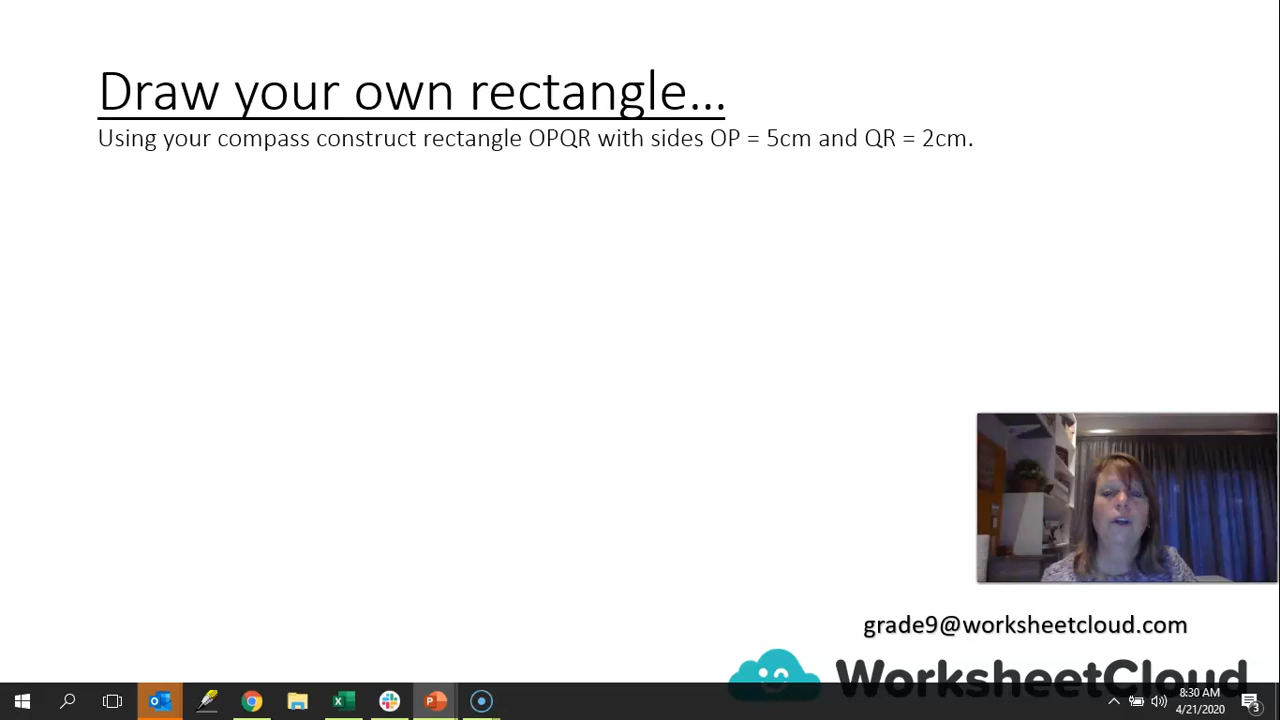 Draw your own rectangle...
Using your compass construct rectangle OPQR with sides OP = 5cm and QR = 2cm.
grade9@worksheetcloud.com
WorksheetCloud
8:30 AM
4/21/2020
3